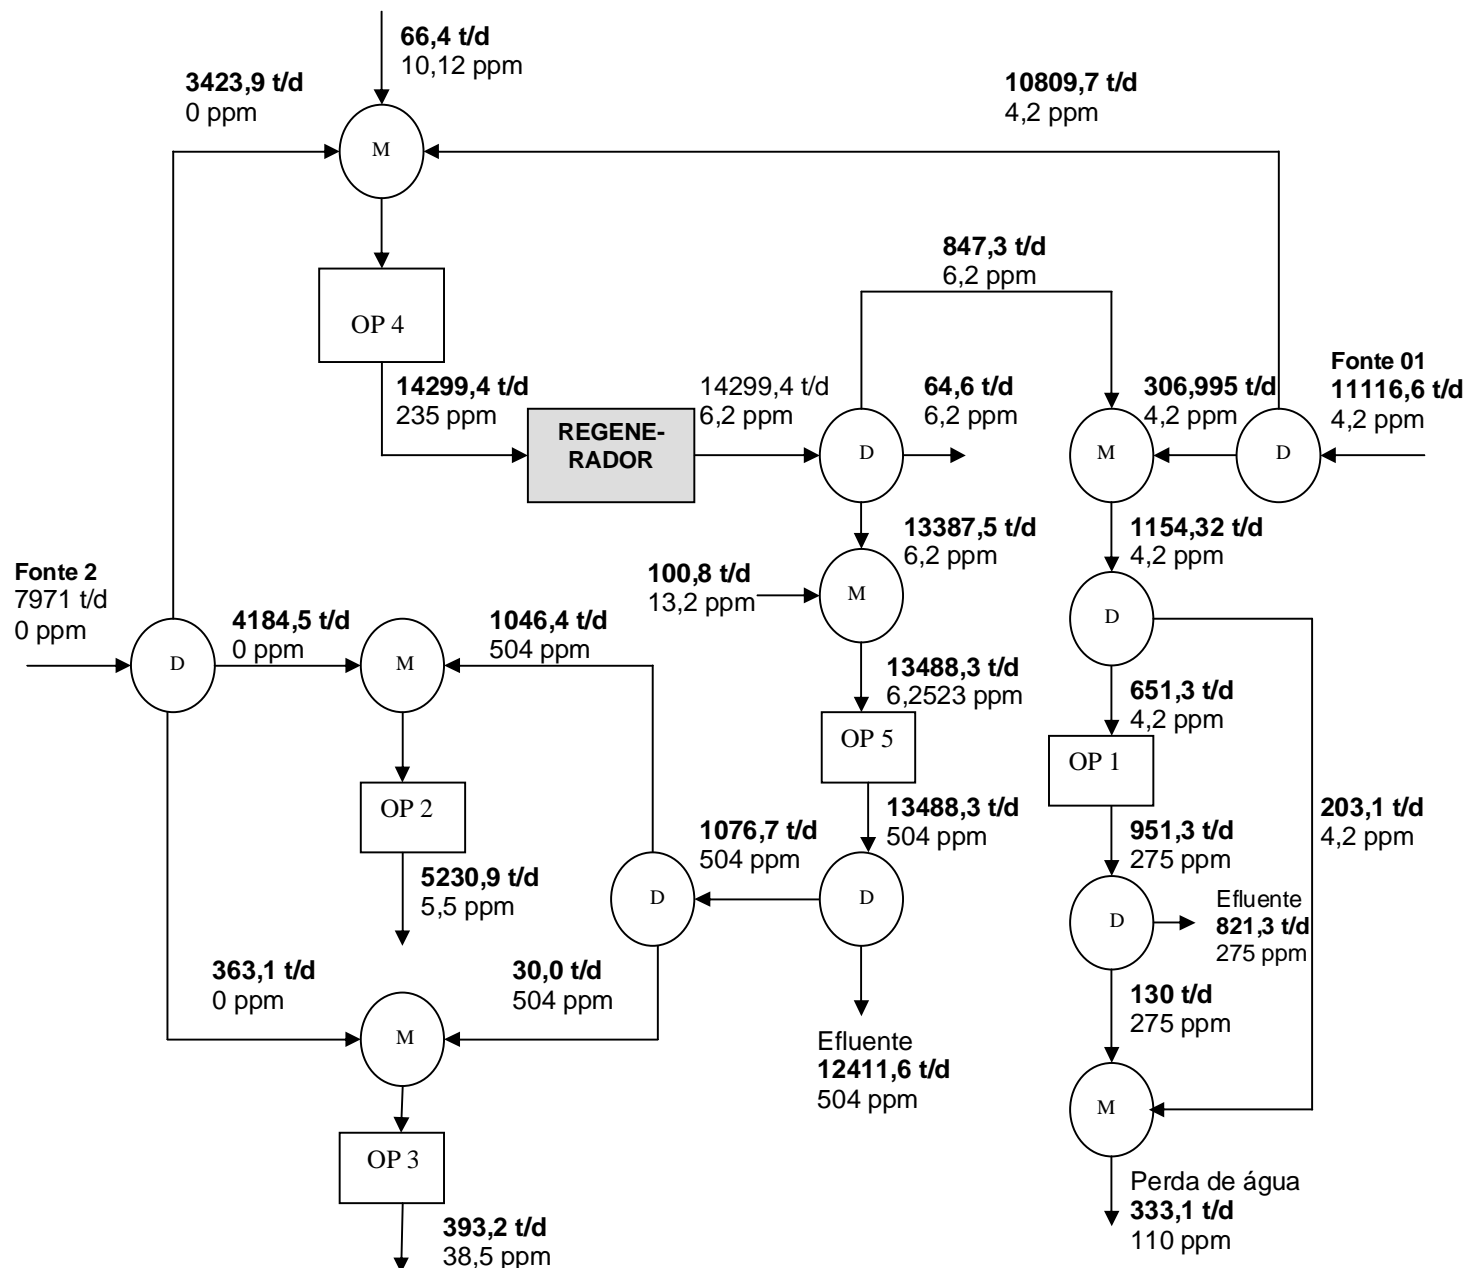 66,4 t/d
10,12 ppm
3423,9 t/d
0 ppm
10809,7 t/d
4,2 ppm
M
847,3 t/d
6,2 ppm
OP 4
14299,4 t/d
235 ppm
REGENE-
RADOR
14299,4 t/d
6,2 ppm
D
64,6 t/d
6,2 ppm
M
306,995 t/d
4,2 ppm
D
Fonte 01
11116,6 t/d
4,2 ppm
13387,5 t/d
6,2 ppm
1154,32 t/d
4,2 ppm
Fonte 2
7971 t/d
0 ppm
D
4184,5 t/d
0 ppm
M
1046,4 t/d
504 ppm
100,8 t/d
13,2 ppm
M
D
13488,3 t/d
6,2523 ppm
651,3 t/d
4,2 ppm
OP 5
OP 1
OP 2
13488,3 t/d
504 ppm
951,3 t/d
275 ppm
203,1 t/d
4,2 ppm
1076,7 t/d
504 ppm
5230,9 t/d
5,5 ppm
D
D
D
Efluente
821,3 t/d
275 ppm
363,1 t/d
0 ppm
30,0 t/d
504 ppm
130 t/d
275 ppm
M
Efluente
12411,6 t/d
504 ppm
M
OP 3
Perda de água
333,1 t/d
110 ppm
393,2 t/d
38,5 ppm